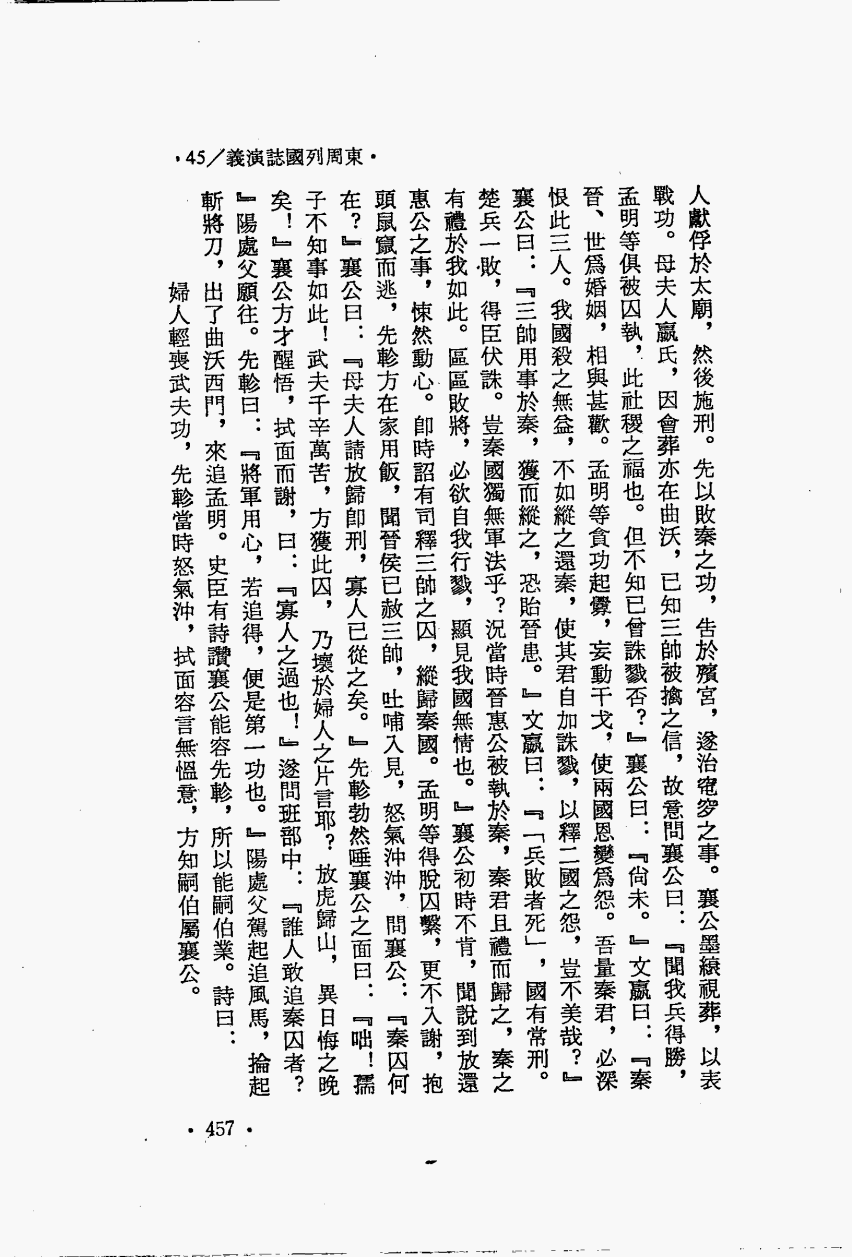 ·東周列國誌演義／45·
人獻俘於太廟，然後施刑。先以敗秦之功，告於殯宮，遂治窀穸之事。襄公墨縗視葬，以表
戰功。母夫人嬴氏，因會葬亦在曲沃，已知三帥被擒之信，故意問襄公曰：『聞我兵得勝，
孟明等俱被囚執，此社稷之福也。但不知已曾誅戮否？』襄公曰：『尚未。』文嬴曰：『秦
晉、世爲婚姻，相與甚歡。孟明等貪功起釁，妄動干戈，使兩國恩變爲怨。吾量秦君，必深
恨此三人。我國殺之無益，不如縱之還秦，使其君自加誅戮，以釋二國之怨，豈不美哉？』
襄公曰：『三帥用事於秦，獲而縱之，恐貽晉患。』文嬴曰：『「兵敗者死」，國有常刑。
楚兵一敗，得臣伏誅。豈秦國獨無軍法乎？況當時晉惠公被執於秦，秦君且禮而歸之，秦之
有禮於我如此。區區敗將，必欲自我行戮，顯見我國無情也。』襄公初時不肯，聞說到放還
惠公之事，悚然動心。卽時詔有司釋三帥之囚，縱歸秦國。孟明等得脫囚繫，更不入謝，抱
頭鼠竄而逃，先軫方在家用飯，聞晉侯已赦三帥，吐哺入見，怒氣沖沖，問襄公：『秦囚何
在？』襄公曰：『母夫人請放歸卽刑，寡人已從之矣。』先軫勃然唾襄公之面曰：『咄！孺
子不知事如此！武夫千辛萬苦，方獲此囚，乃壞於婦人之片言耶？放虎歸山，異日悔之晚
矣！』襄公方才醒悟，拭面而謝，曰：『寡人之過也！』遂問班部中：『誰人敢追秦囚者？
』陽處父願往。先軫曰：『將軍用心，若追得，便是第一功也。』陽處父駕起追風馬，掄起
斬將刀，出了曲沃西門，來追孟明。史臣有詩讚襄公能容先軫，所以能嗣伯業。詩曰：
婦人輕喪武夫功，先軫當時怒氣沖，拭面容言無慍意，方知嗣伯屬襄公。
·457·